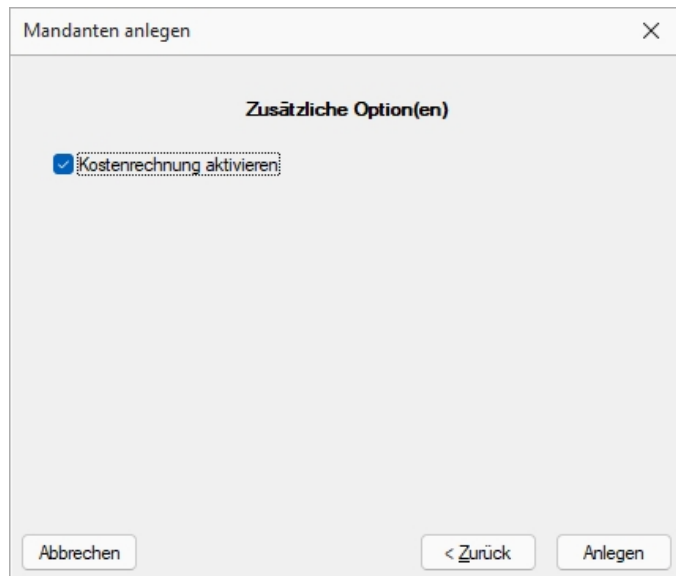 Mandanten anlegen
Zusätzliche Option(en)
Kostenrechnung aktivieren
Abbrechen
< Zurück
Anlegen